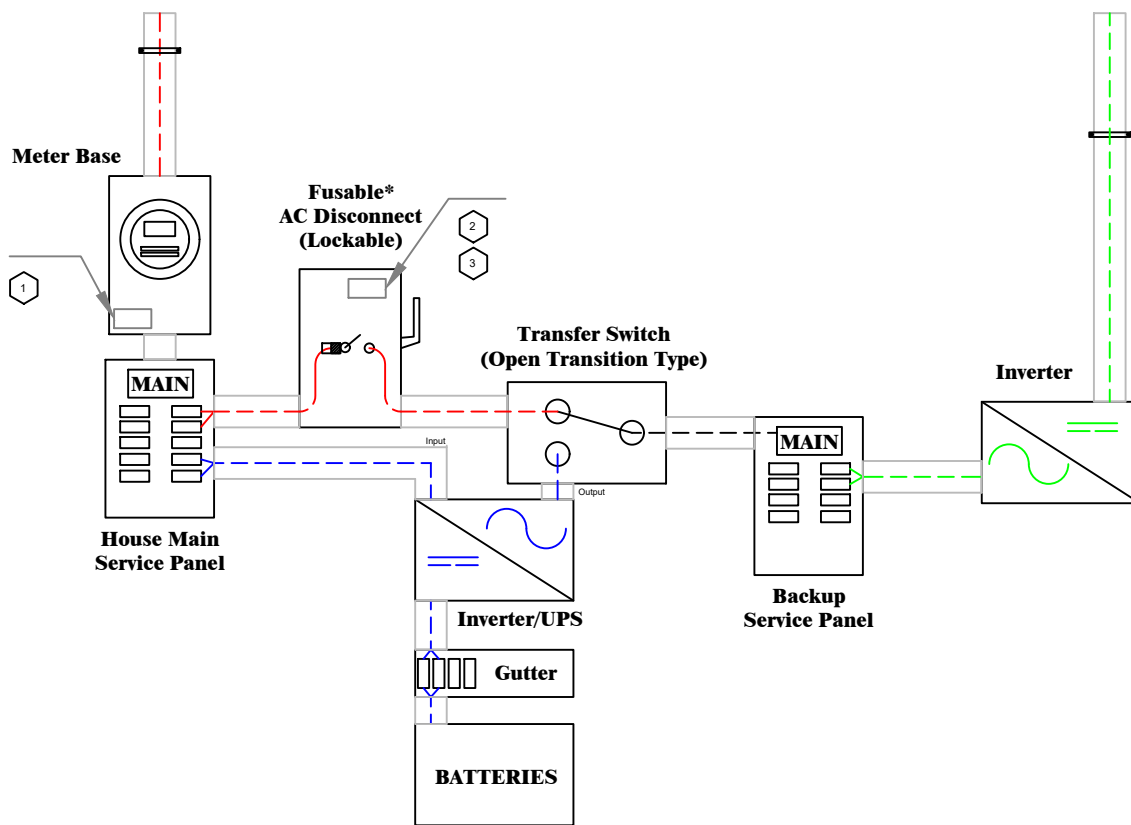 Meter Base
1
Fusable*
AC Disconnect
(Lockable)
2
3
MAIN
House Main
Service Panel
Input
Transfer Switch
(Open Transition Type)
Output
Inverter/UPS
Gutter
BATTERIES
MAIN
Backup
Service Panel
Inverter